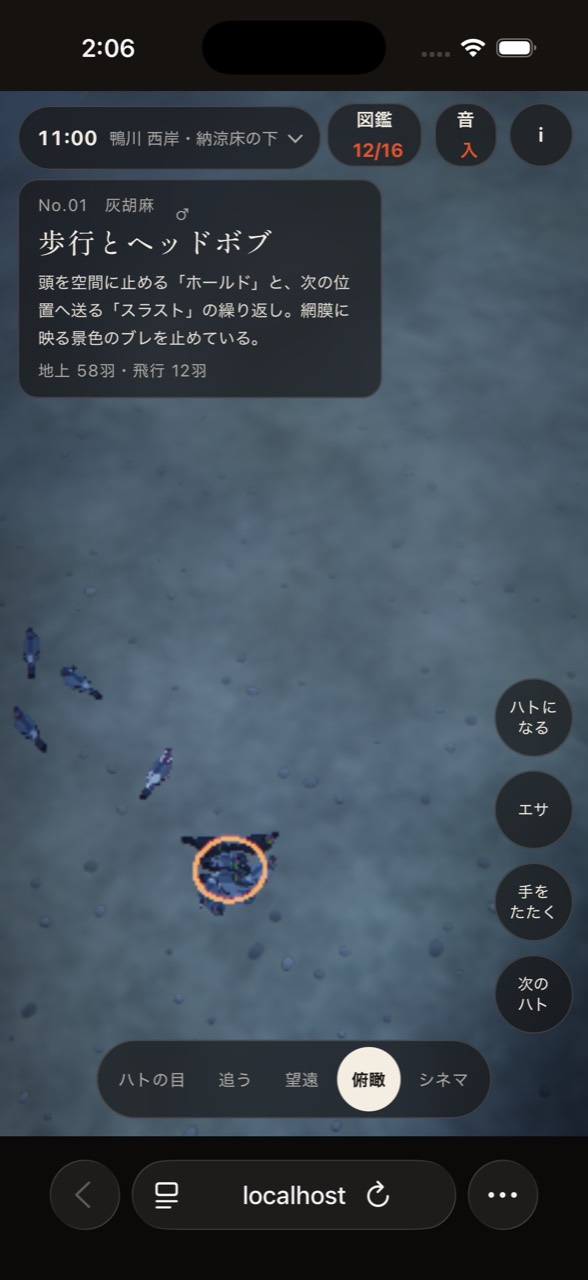 2:06
11:00 鴨川 西岸・納涼床の下
図鑑
12/16
音
入
i
No.01 灰胡麻 ♂
歩行とヘッドボブ
頭を空間に止める「ホールド」と、次の位
置へ送る「スラスト」の繰り返し。網膜に
映る景色のブレを止めている。
地上 58羽・飛行 12羽
ハトに
なる
エサ
手を
たたく
次の
ハト
ハトの目 追う 望遠 俯瞰 シネマ
localhost